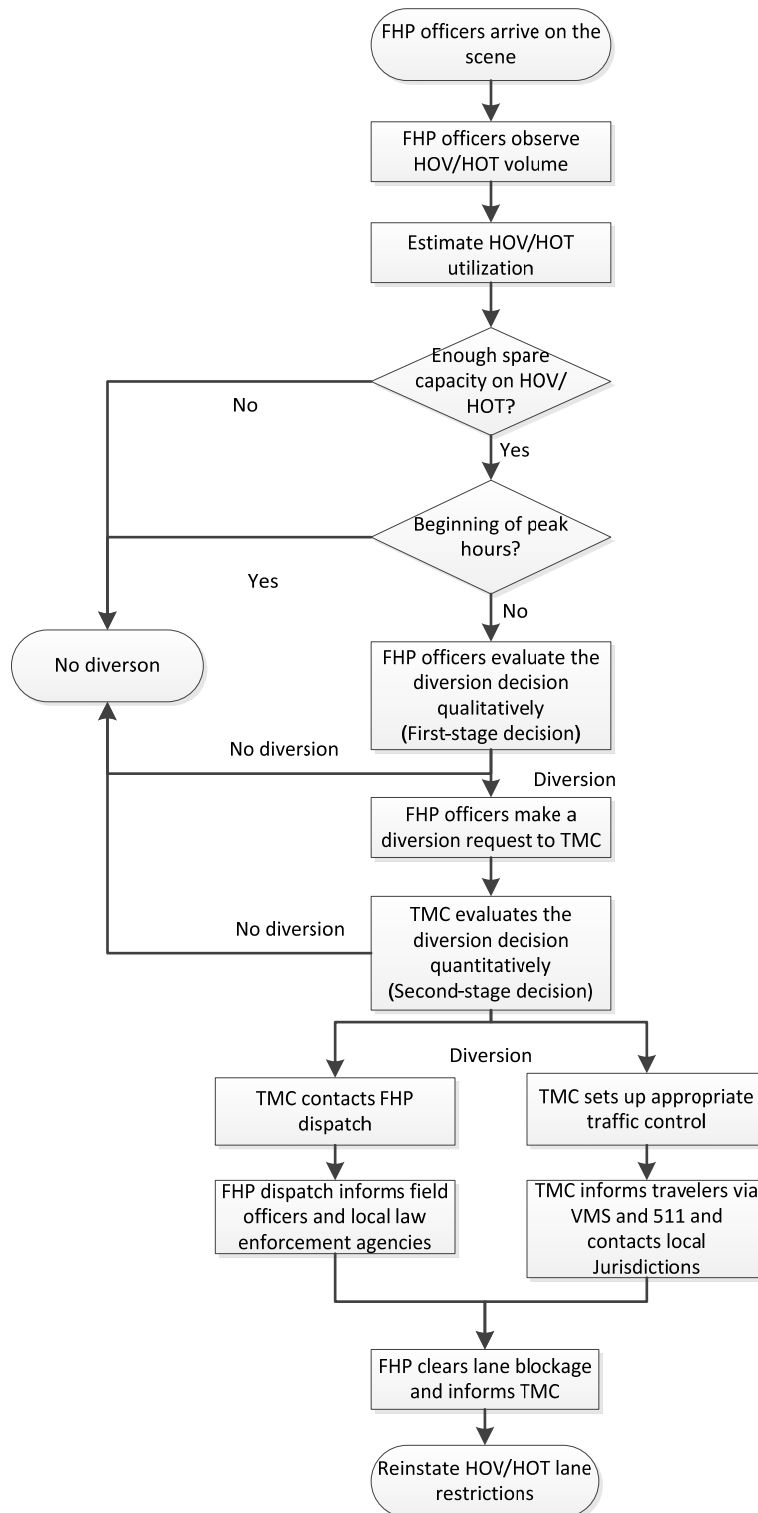 FHP officers arrive on the
scene
FHP officers observe
HOV/HOT volume
Estimate HOV/HOT
utilization
Enough spare
capacity on HOV/
HOT?
No
Yes
Beginning of peak
hours?
Yes
No
No diverson
FHP officers evaluate the
diversion decision
qualitatively
(First-stage decision)
No diversion
Diversion
FHP officers make a
diversion request to TMC
TMC evaluates the
diversion decision
quantitatively
(Second-stage decision)
No diversion
Diversion
TMC contacts FHP
dispatch
TMC sets up appropriate
traffic control
FHP dispatch informs field
officers and local law
enforcement agencies
TMC informs travelers via
VMS and 511 and
contacts local
Jurisdictions
FHP clears lane blockage
and informs TMC
Reinstate HOV/HOT lane
restrictions